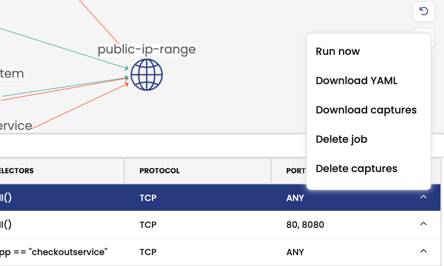 public-ip-range
tem
ervice
Run now
Download YAML
Download captures
Delete job
Delete captures
ELECTORS PROTOCOL PORT
ll() TCP ANY
ll() TCP 80, 8080
pp == "checkoutservice" TCP ANY